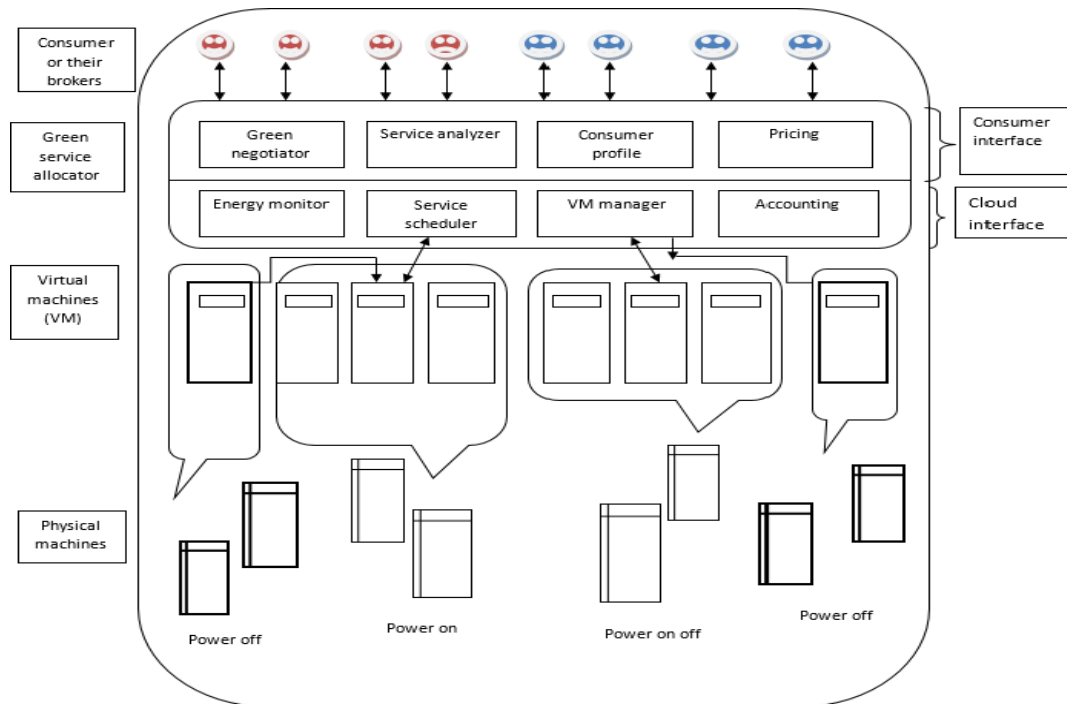 Consumer
or their
brokers
Green
service
allocator
Green
negotiator
Service analyzer
Consumer
profile
Pricing
Consumer
interface
Energy monitor
Service
scheduler
VM manager
Accounting
Cloud
interface
Virtual
machines
(VM)
Physical
machines
Power off
Power on
Power on off
Power off